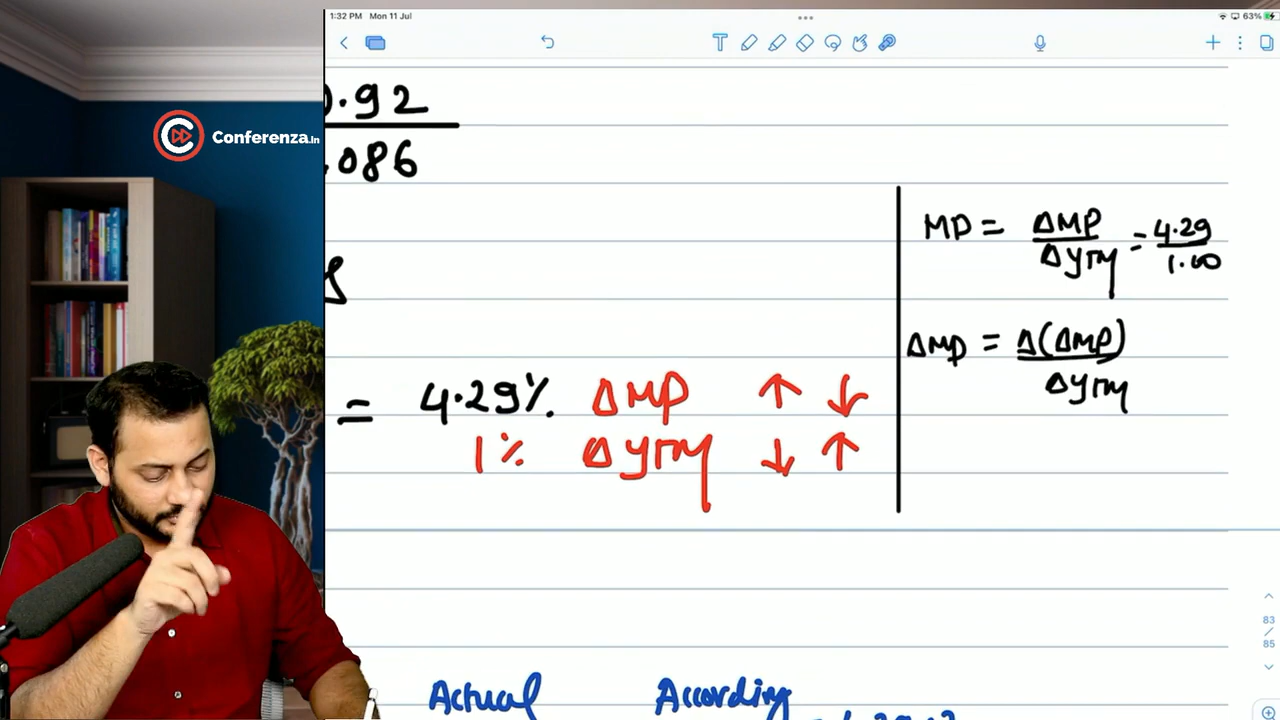 1:32 PM Mon 11 Jul
63%
Conferenza.in
.92
.086
MD = ΔMP / ΔYTM = 4.29 / 1.00
ΔMD = Δ(ΔMP) / ΔYTM
= 4.29% ΔMP ↑ ↓
1% ΔYTM ↓ ↑
83
/
85
Actual According